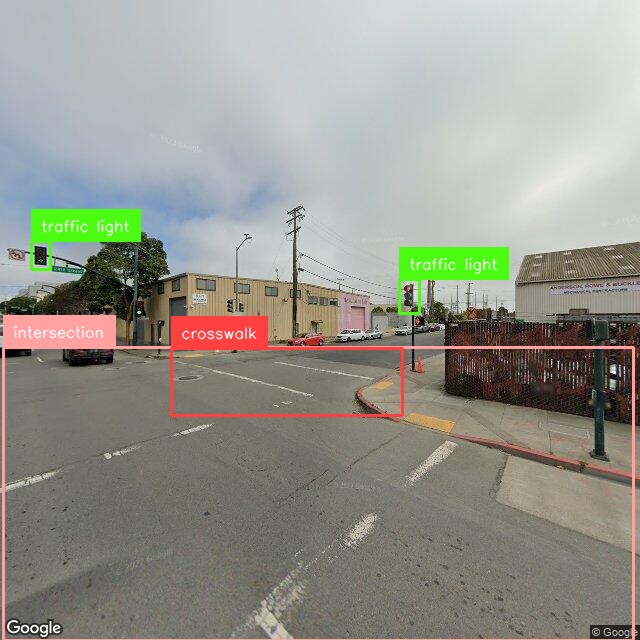 traffic light
traffic light
ANDERSON, ROWE & BUCKLEY
MECHANICAL CONTRACTORS
intersection
crosswalk
Google
© Google